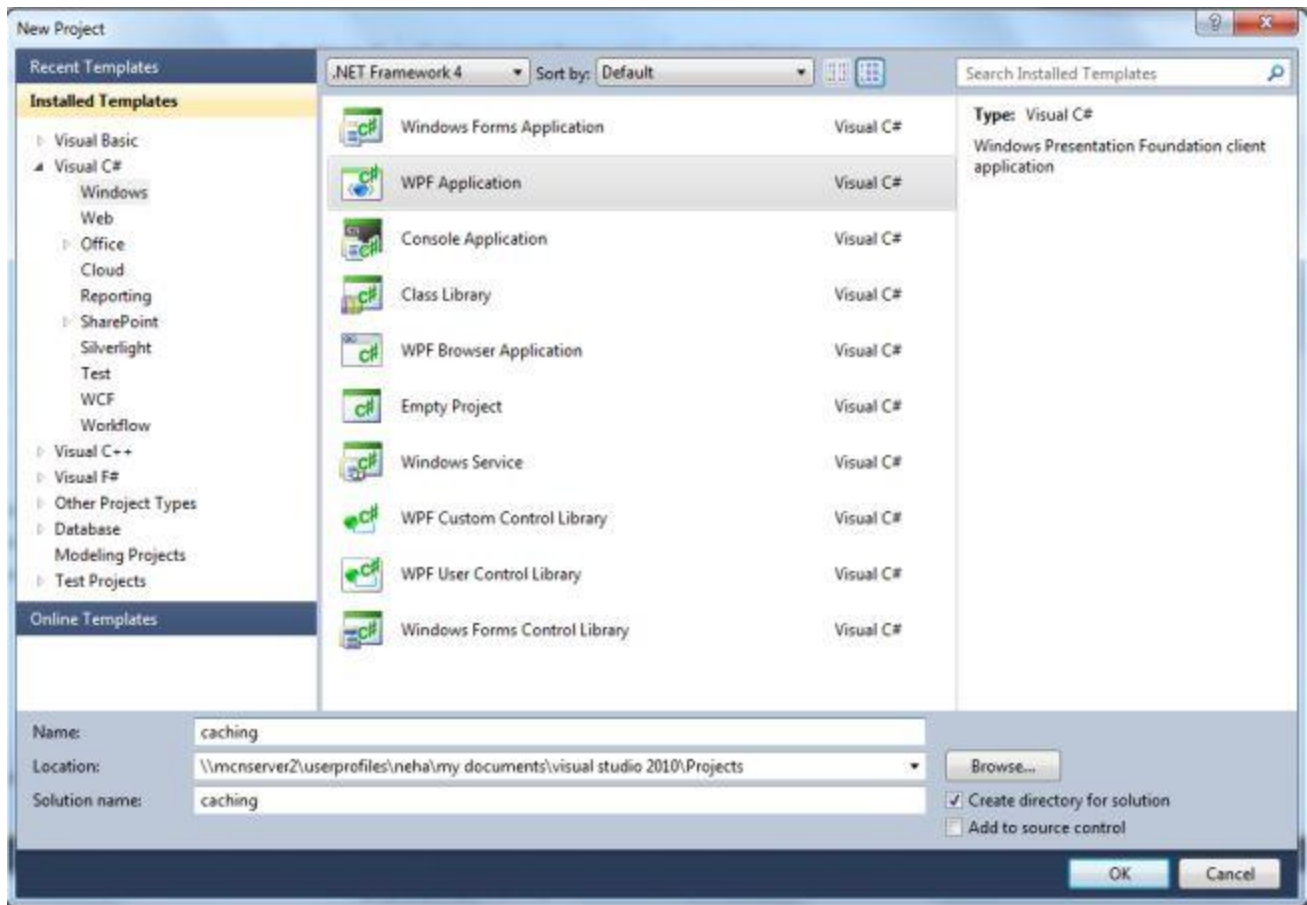 New Project
Recent Templates
Installed Templates
Visual Basic
Visual C#
Windows
Web
Office
Cloud
Reporting
SharePoint
Silverlight
Test
WCF
Workflow
Visual C++
Visual F#
Other Project Types
Database
Modeling Projects
Test Projects
Online Templates
.NET Framework 4 Sort by: Default
Windows Forms Application Visual C#
WPF Application Visual C#
Console Application Visual C#
Class Library Visual C#
WPF Browser Application Visual C#
Empty Project Visual C#
Windows Service Visual C#
WPF Custom Control Library Visual C#
WPF User Control Library Visual C#
Windows Forms Control Library Visual C#
Search Installed Templates
Type: Visual C#
Windows Presentation Foundation client
application
Name: caching
Location: \\mcnserver2\userprofiles\neha\my documents\visual studio 2010\Projects
Browse...
Solution name: caching
Create directory for solution
Add to source control
OK Cancel